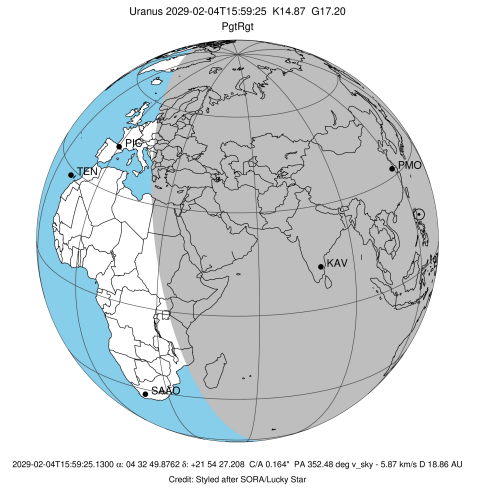 Uranus 2029-02-04T15:59:25 K14.87 G17.20
PgtRgt
PIC
TEN
PMO
KAV
SAAO
2029-02-04T15:59:25.1300 α: 04 32 49.8762 δ: +21 54 27.208 C/A 0.164" PA 352.48 deg v_sky - 5.87 km/s D 18.86 AU
Credit: Styled after SORA/Lucky Star